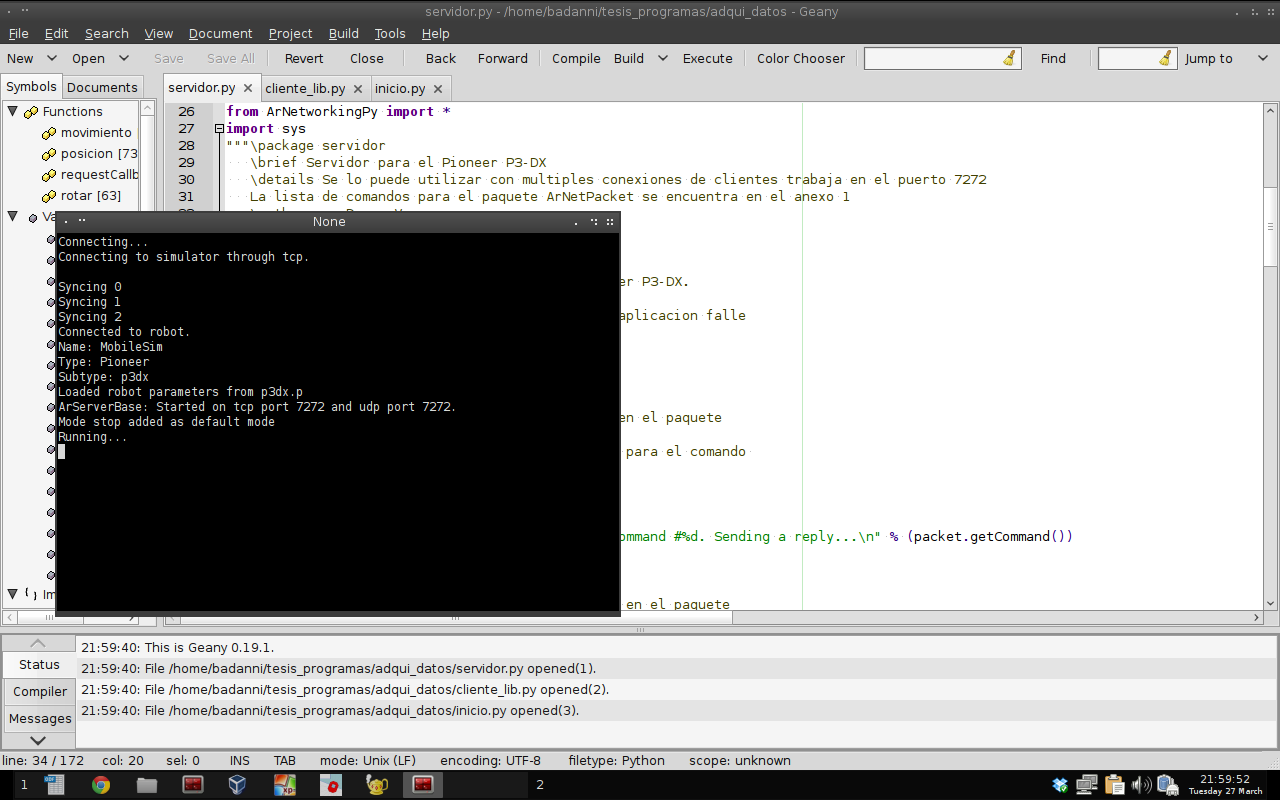 servidor.py - /home/badanni/tesis_programas/adqui_datos - Geany
File Edit Search View Document Project Build Tools Help
New Open Save Save All Revert Close Back Forward Compile Build Execute Color Chooser Find Jump to
Symbols Documents
servidor.py cliente_lib.py inicio.py
Functions
movimiento
posicion [73
requestCallb
rotar [63]
Va
Im
26 from ArNetworkingPy import *
27 import sys
28 """\package servidor
29 \brief Servidor para el Pioneer P3-DX
30 \details Se lo puede utilizar con multiples conexiones de clientes trabaja en el puerto 7272
31 La lista de comandos para el paquete ArNetPacket se encuentra en el anexo 1
er P3-DX.
aplicacion falle
en el paquete
para el comando
ommand #%d. Sending a reply...\n" % (packet.getCommand())
en el paquete
None
Connecting...
Connecting to simulator through tcp.
Syncing 0
Syncing 1
Syncing 2
Connected to robot.
Name: MobileSim
Type: Pioneer
Subtype: p3dx
Loaded robot parameters from p3dx.p
ArServerBase: Started on tcp port 7272 and udp port 7272.
Mode stop added as default mode
Running...
Status
Compiler
Messages
21:59:40: This is Geany 0.19.1.
21:59:40: File /home/badanni/tesis_programas/adqui_datos/servidor.py opened(1).
21:59:40: File /home/badanni/tesis_programas/adqui_datos/cliente_lib.py opened(2).
21:59:40: File /home/badanni/tesis_programas/adqui_datos/inicio.py opened(3).
line: 34 / 172 col: 20 sel: 0 INS TAB mode: Unix (LF) encoding: UTF-8 filetype: Python scope: unknown
1 2
21:59:52
Tuesday 27 March